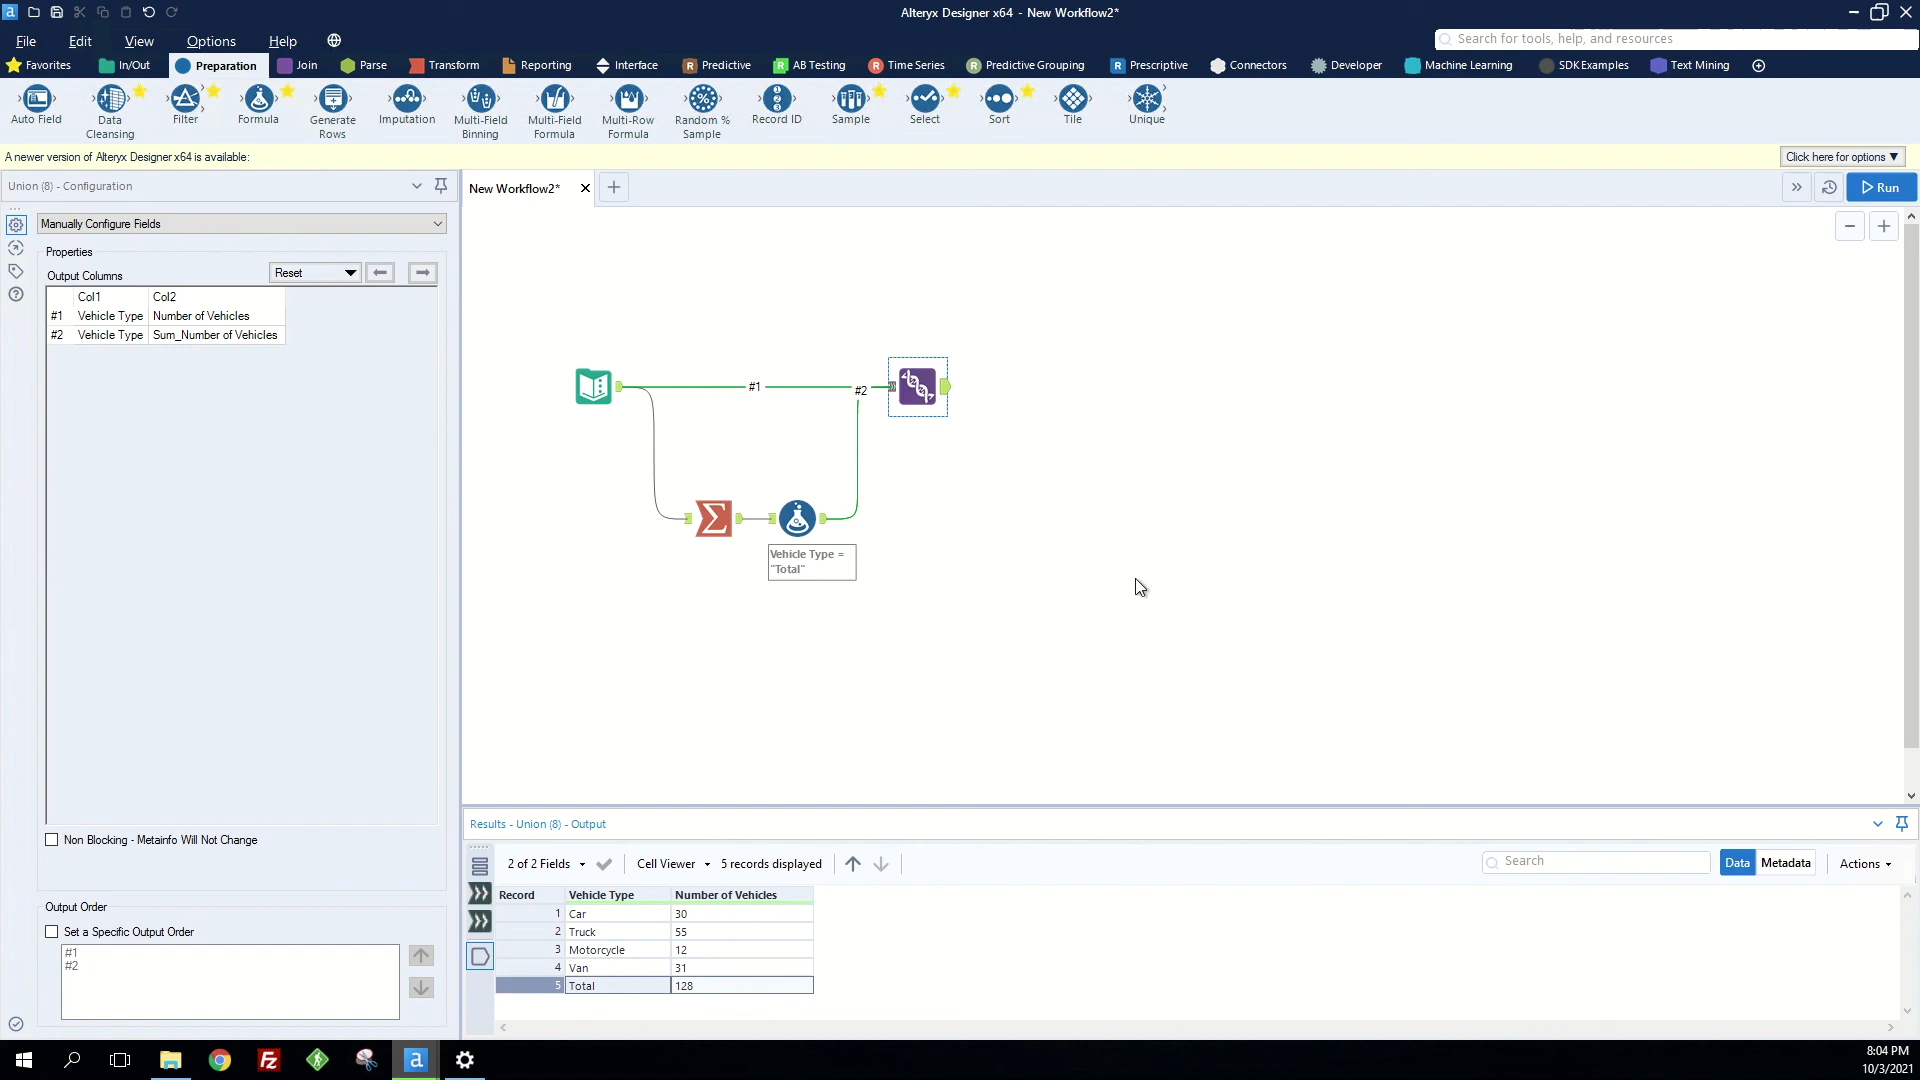 Alteryx Designer x64 - New Workflow2*
File Edit View Options Help
Search for tools, help, and resources
Favorites In/Out Preparation Join Parse Transform Reporting Interface Predictive AB Testing Time Series Predictive Grouping Prescriptive Connectors Developer Machine Learning SDK Examples Text Mining
Auto Field Data Cleansing Filter Formula Generate Rows Imputation Multi-Field Binning Multi-Field Formula Multi-Row Formula Random % Sample Record ID Sample Select Sort Tile Unique
A newer version of Alteryx Designer x64 is available:
Click here for options ▼
Union (8) - Configuration
New Workflow2*
Run
Manually Configure Fields
Properties
Output Columns
Reset
Col1 Col2
#1 Vehicle Type Number of Vehicles
#2 Vehicle Type Sum_Number of Vehicles
#1
#2
Vehicle Type =
"Total"
Non Blocking - Metainfo Will Not Change
Output Order
Set a Specific Output Order
#1
#2
Results - Union (8) - Output
2 of 2 Fields Cell Viewer 5 records displayed
Search
Data Metadata Actions
Record Vehicle Type Number of Vehicles
1 Car 30
2 Truck 55
3 Motorcycle 12
4 Van 31
5 Total 128
8:04 PM
10/3/2021